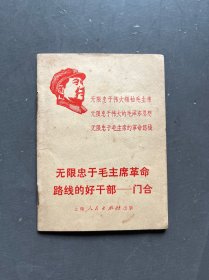 无限忠于伟大领袖毛主席
无限忠于伟大的毛泽东思想
无限忠于毛主席的革命路线
无限忠于毛主席革命
路线的好干部——门合
上海人民出版社